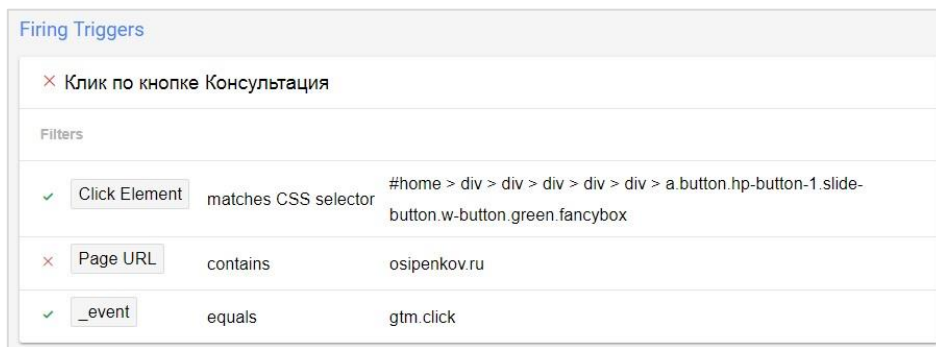 Firing Triggers
Клик по кнопке Консультация
Filters
Click Element matches CSS selector #home > div > div > div > div > div > a.button.hp-button-1.slide-
button.w-button.green.fancybox
Page URL contains osipenkov.ru
_event equals gtm.click